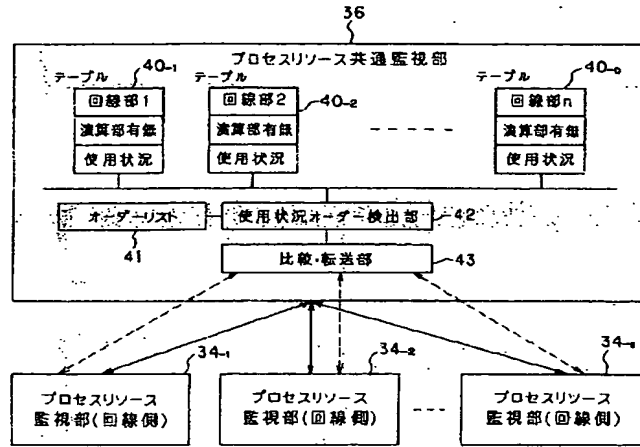 36
プロセスリソース共通監視部
テーブル
40-1
回線部1
演算部有無
使用状況
テーブル
40-2
回線部2
演算部有無
使用状況
テーブル
回線部n
演算部有無
使用状況
オーダーリスト
41
使用状況オーダー検出部
42
比較・転送部
43
34-1
プロセスリソース
監視部(回線側)
34-2
プロセスリソース
監視部(回線側)
プロセスリソース
監視部(回線側)